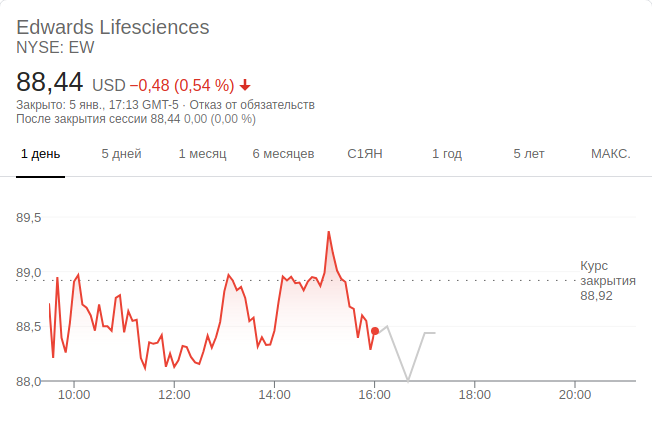 Edwards Lifesciences
NYSE: EW
88,44 USD −0,48 (0,54 %)
Закрыто: 5 янв., 17:13 GMT-5 · Отказ от обязательств
После закрытия сессии 88,44 0,00 (0,00 %)
1 день 5 дней 1 месяц 6 месяцев С1ЯН 1 год 5 лет МАКС.
89,5
89,0
88,5
88,0
Курс
закрытия
88,92
10:00 12:00 14:00 16:00 18:00 20:00